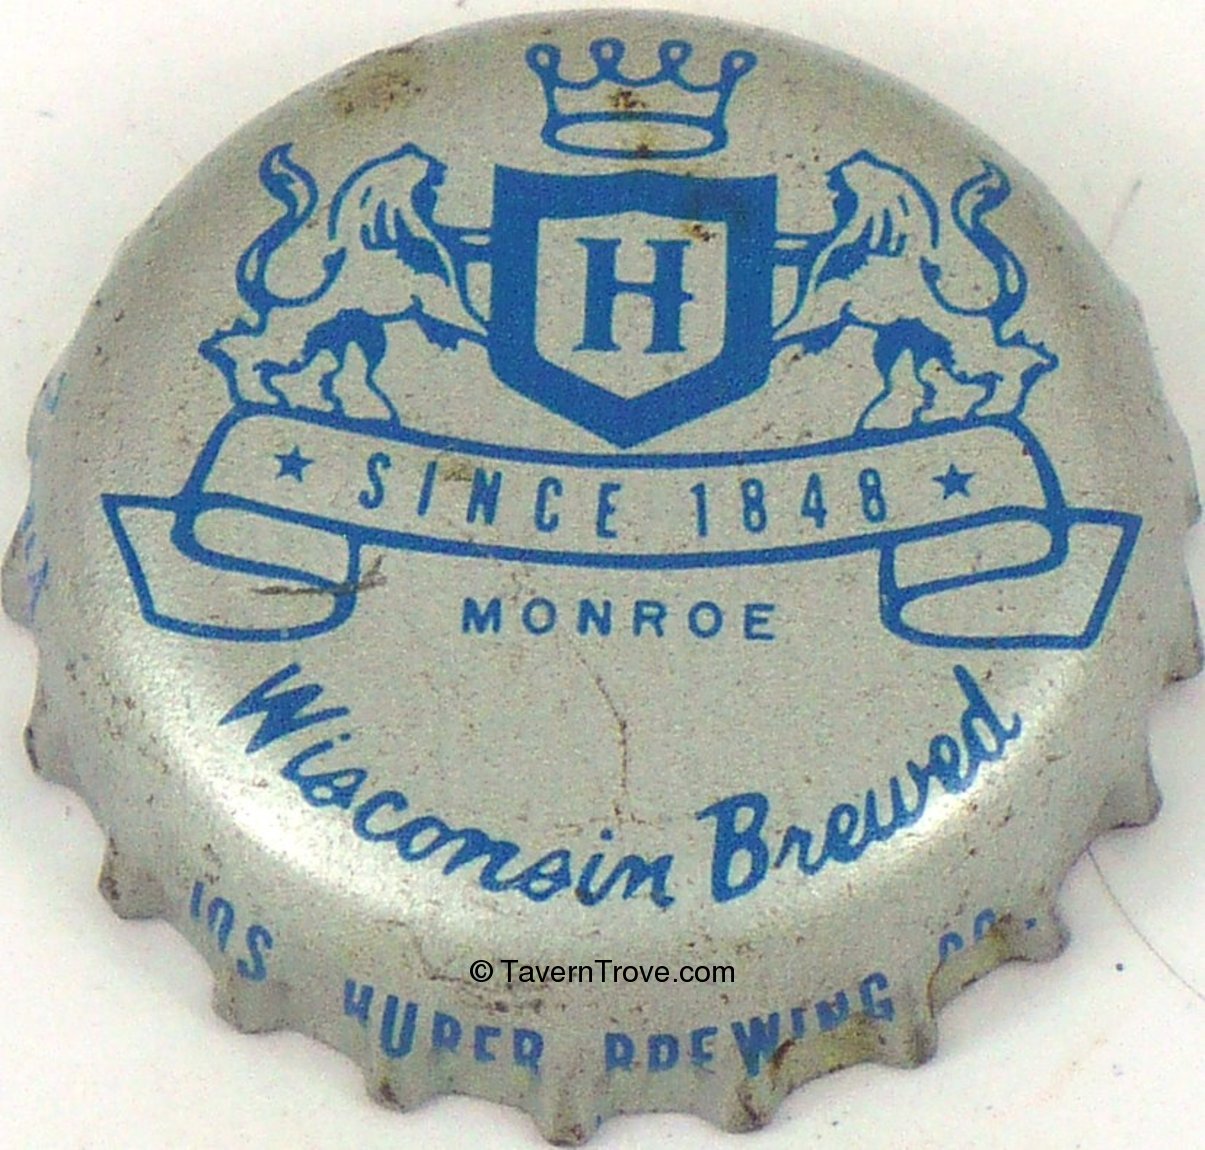 H
★ SINCE 1848 ★
MONROE
Wisconsin Brewed
JOS HUBER BREWING CO.
© TavernTrove.com